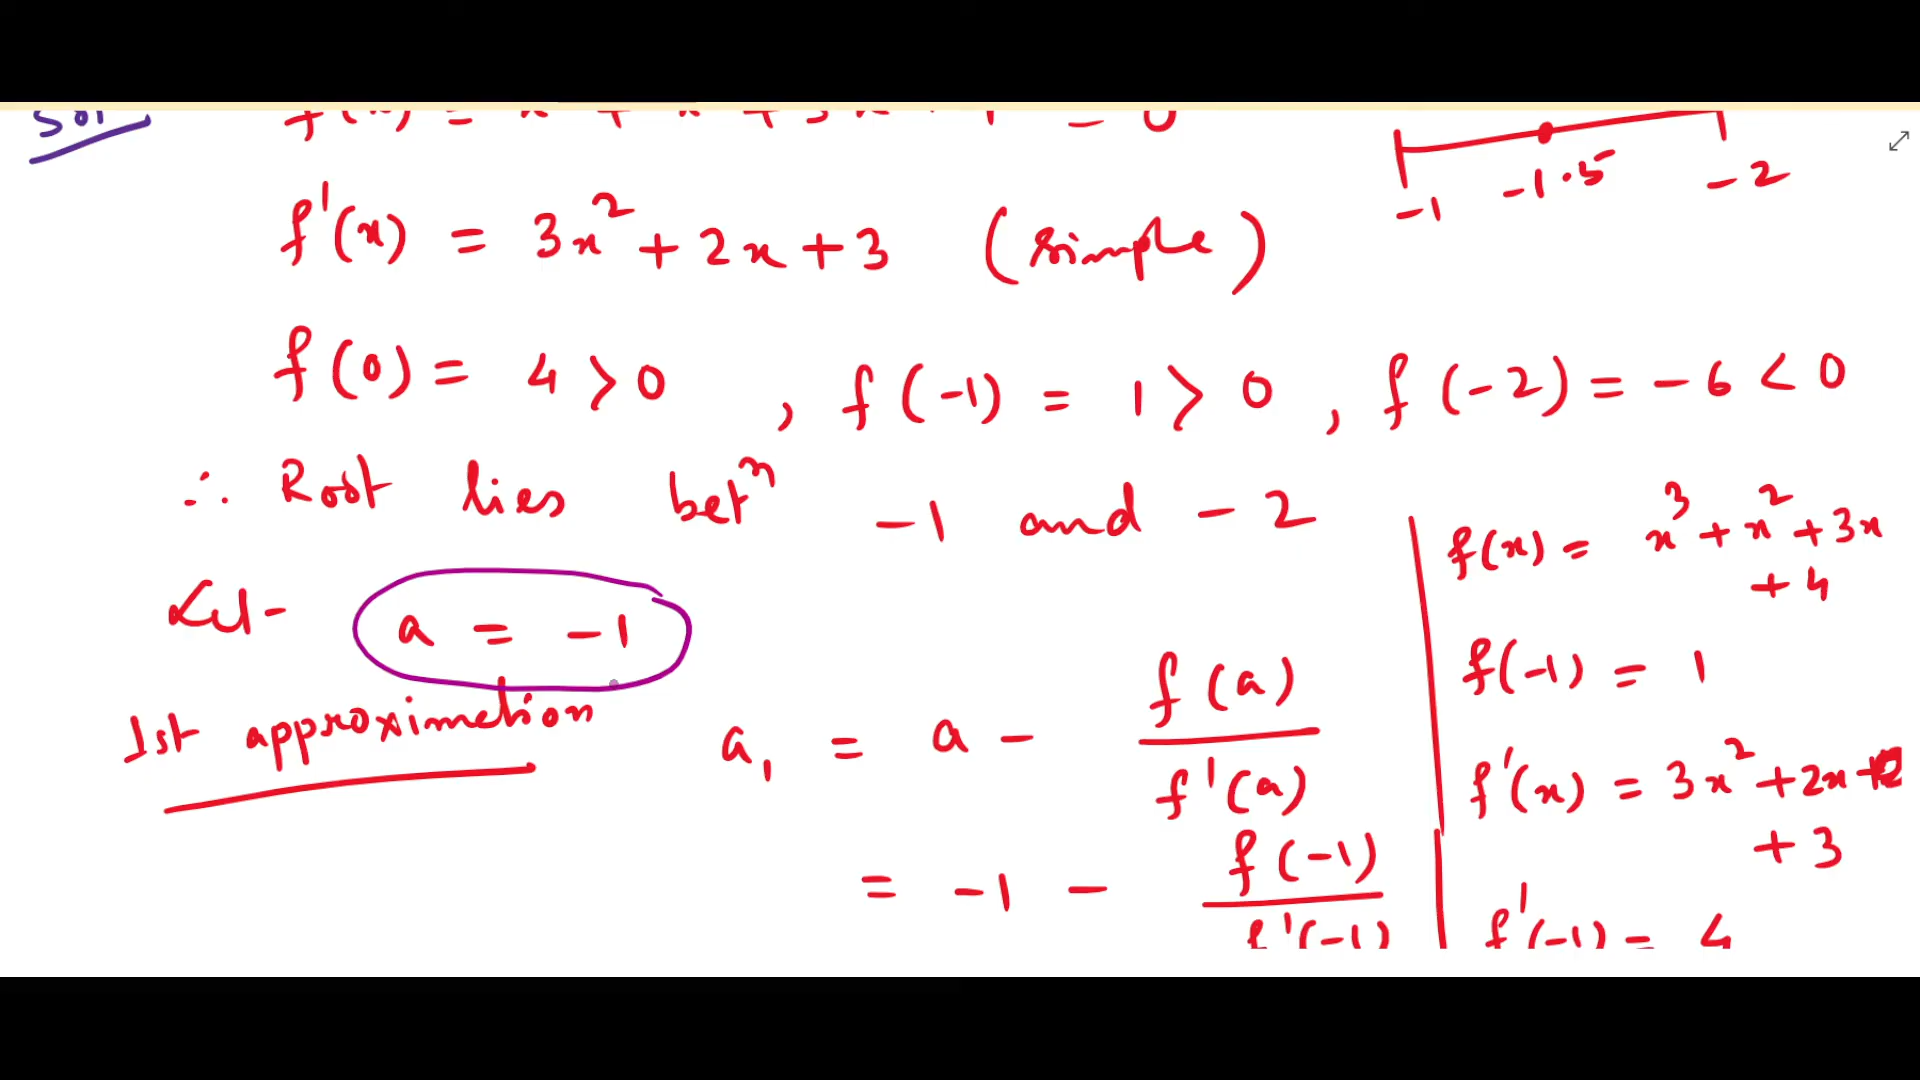 Sol
f'(x) = 3x² + 2x + 3 (simple)
-1 -1.5 -2
f(0) = 4 > 0 , f(-1) = 1 > 0 , f(-2) = -6 < 0
∴ Root lies betⁿ -1 and -2
Let a = -1
1st approximation a₁ = a - f(a) / f'(a)
= -1 - f(-1) / f'(-1)
f(x) = x³ + x² + 3x
+ 4
f(-1) = 1
f'(x) = 3x² + 2x
+ 3
f'(-1) = 4